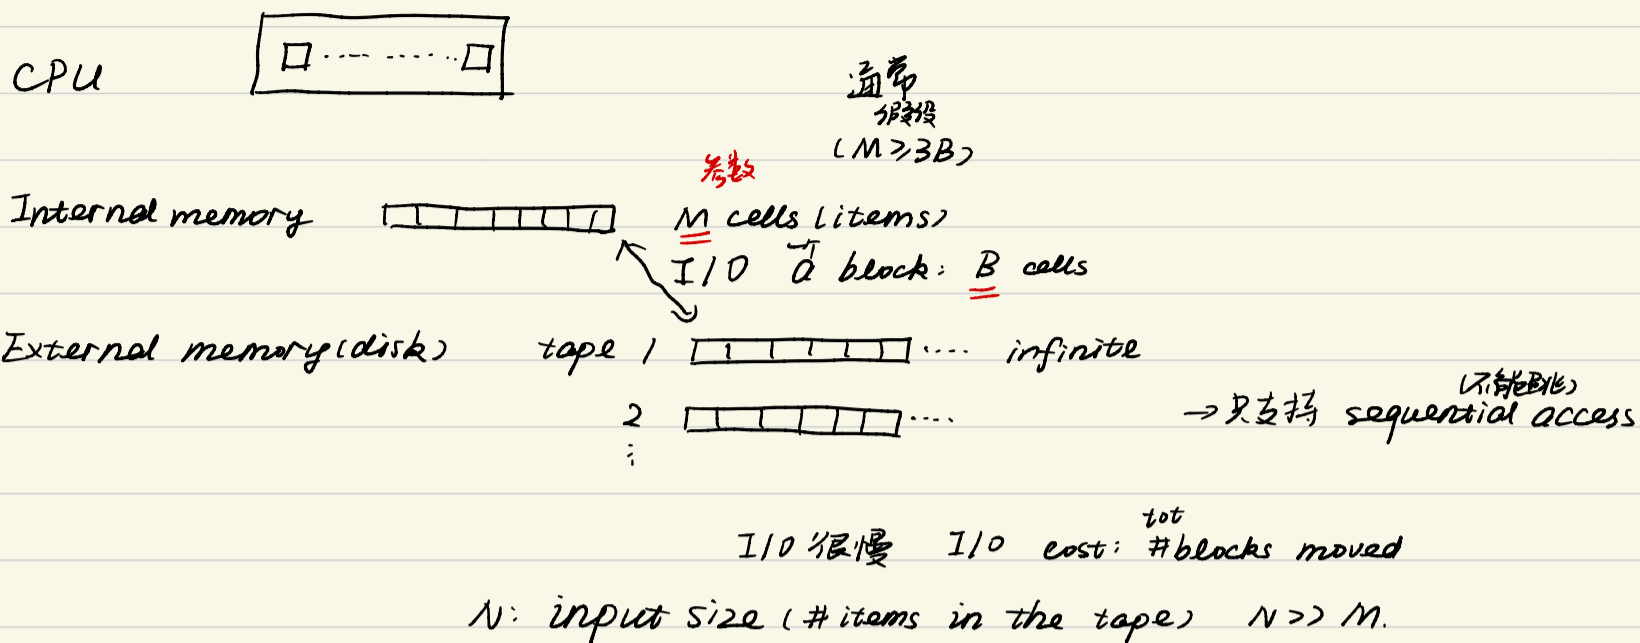 CPU
通常
假设
(M≥3B)
参数
Internal memory M cells (items)
I/O 一个 a block: B cells
External memory (disk) tape 1 .... infinite
(不能跳)
2 .... →只支持 sequential access
⋮
tot
I/O 很慢 I/O cost: #blocks moved
N: input size (# items in the tape) N>>M.